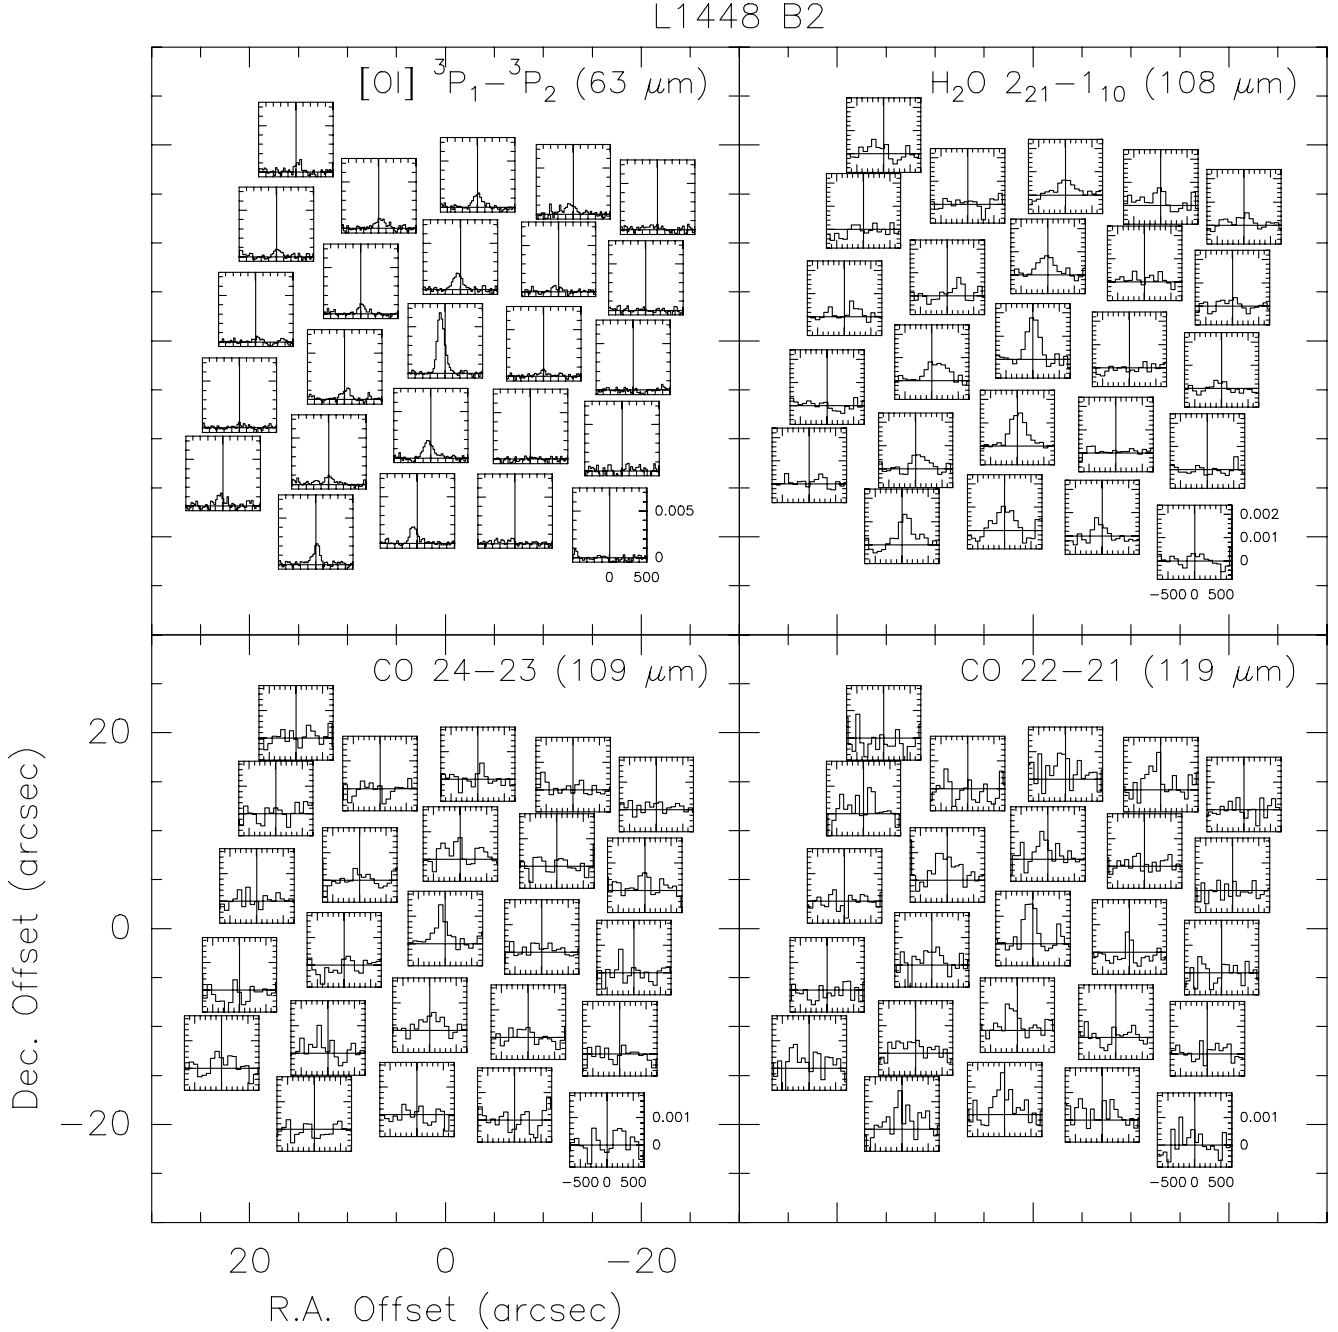 L1448 B2
[OI] ³P₁−³P₂ (63 μm)
H₂O 2₂₁−1₁₀ (108 μm)
0.005
0
0 500
0.002
0.001
0
−500 0 500
CO 24−23 (109 μm)
CO 22−21 (119 μm)
20
0
−20
Dec. Offset (arcsec)
0.001
0
−500 0 500
0.001
0
−500 0 500
20 0 −20
R.A. Offset (arcsec)